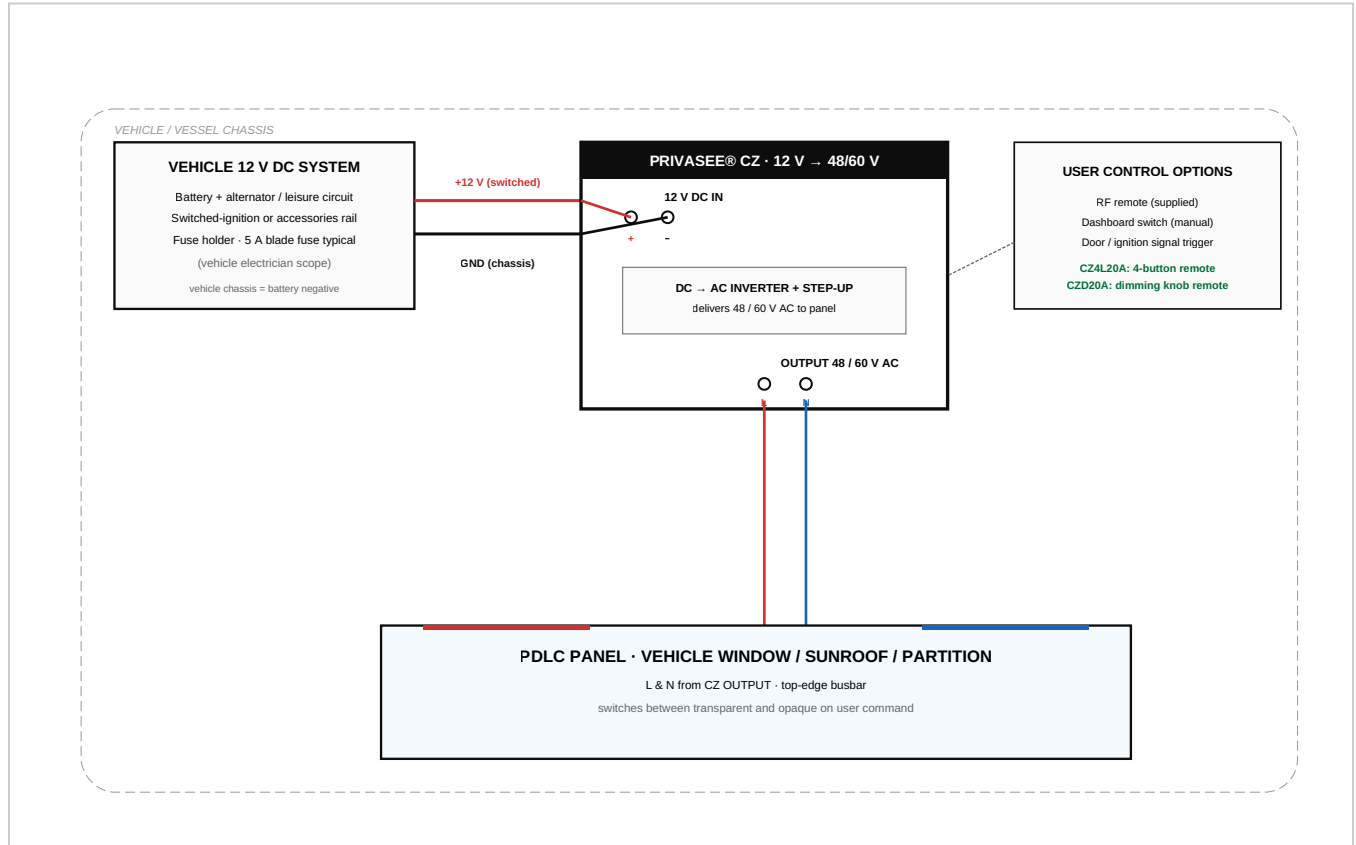 VEHICLE / VESSEL CHASSIS
VEHICLE 12 V DC SYSTEM
Battery + alternator / leisure circuit
Switched-ignition or accessories rail
Fuse holder · 5 A blade fuse typical
(vehicle electrician scope)
vehicle chassis = battery negative
+12 V (switched)
GND (chassis)
PRIVASEE® CZ · 12 V → 48/60 V
12 V DC IN
+ −
DC → AC INVERTER + STEP-UP
delivers 48 / 60 V AC to panel
OUTPUT 48 / 60 V AC
L N
USER CONTROL OPTIONS
RF remote (supplied)
Dashboard switch (manual)
Door / ignition signal trigger
CZ4L20A: 4-button remote
CZD20A: dimming knob remote
PDLC PANEL · VEHICLE WINDOW / SUNROOF / PARTITION
L & N from CZ OUTPUT · top-edge busbar
switches between transparent and opaque on user command